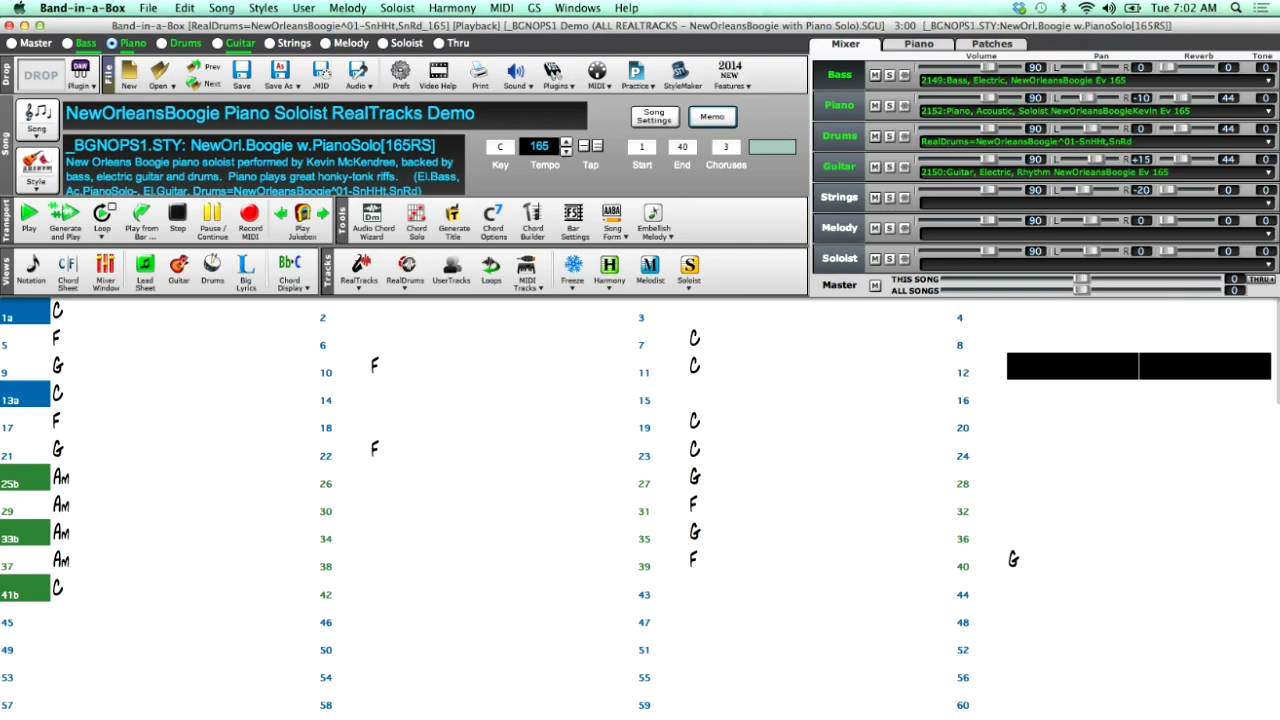 Band-in-a-Box File Edit Song Styles User Melody Soloist Harmony MIDI GS Windows Help Tue 7:02 AM
Band-in-a-Box [RealDrums=NewOrleansBoogie^01-SnHHt,SnRd_165] [Playback] [_BGNOPS1 Demo (ALL REALTRACKS - NewOrleansBoogie with Piano Solo).SGU] 3:00 [_BGNOPS1.STY:NewOrl.Boogie w.PianoSolo[165RS]]
Master Bass Piano Drums Guitar Strings Melody Soloist Thru
Mixer Piano Patches
Volume Pan Reverb Tone
Drop DROP DAW Plugin File New Open Prev Next Save AS Save As .MID Audio Prefs Video Help Print Sound Plugins MIDI Practice StyleMaker 2014 NEW Features
Bass M S 90 L R 0 0 0
2149:Bass, Electric, NewOrleansBoogie Ev 165
Piano M S 90 L R -10 44 0
2152:Piano, Acoustic, Soloist NewOrleansBoogieKevin Ev 165
Drums M S 90 L R 0 44 0
RealDrums=NewOrleansBoogie^01-SnHHt,SnRd
Guitar M S 90 L R +15 44 0
2150:Guitar, Electric, Rhythm NewOrleansBoogie Ev 165
Strings M S 90 L R -20 0 0
Melody M S 90 L R 0 0 0
Soloist M S 90 L R 0 0 0
Master M THIS SONG 0 THRU
ALL SONGS 0
Song
Song
NewOrleansBoogie Piano Soloist RealTracks Demo
Song Settings Memo
Style
_BGNOPS1.STY: NewOrl.Boogie w.PianoSolo[165RS]
New Orleans Boogie piano soloist performed by Kevin McKendree, backed by
bass, electric guitar and drums. Piano plays great honky-tonk riffs. (El.Bass,
Ac.PianoSolo-, El.Guitar, Drums=NewOrleansBoogie^01-SnHHt,SnRd)
C 165 1 40 3
Key Tempo Tap Start End Choruses
Transport Play Generate and Play Loop Play from Bar ... Stop Pause / Continue Record MIDI Play Jukebox
Tools Dm Audio Chord Wizard Chord Solo T Generate Title C7 Chord Options Chord Builder Bar Settings AABA Song Form Embellish Melody
Views Notation C F Chord Sheet Mixer Window Lead Sheet Guitar Drums L Big Lyrics Bb•C Chord Display
Tracks RealTracks RealDrums UserTracks Loops MIDI Tracks Freeze H Harmony M Melodist S Soloist
1a C 2 3 4
5 F 6 7 C 8
9 G 10 F 11 C 12
13a C 14 15 16
17 F 18 19 C 20
21 G 22 F 23 C 24
25b Am 26 27 G 28
29 Am 30 31 F 32
33b Am 34 35 G 36
37 Am 38 39 F 40 G
41b C 42 43 44
45 46 47 48
49 50 51 52
53 54 55 56
57 58 59 60